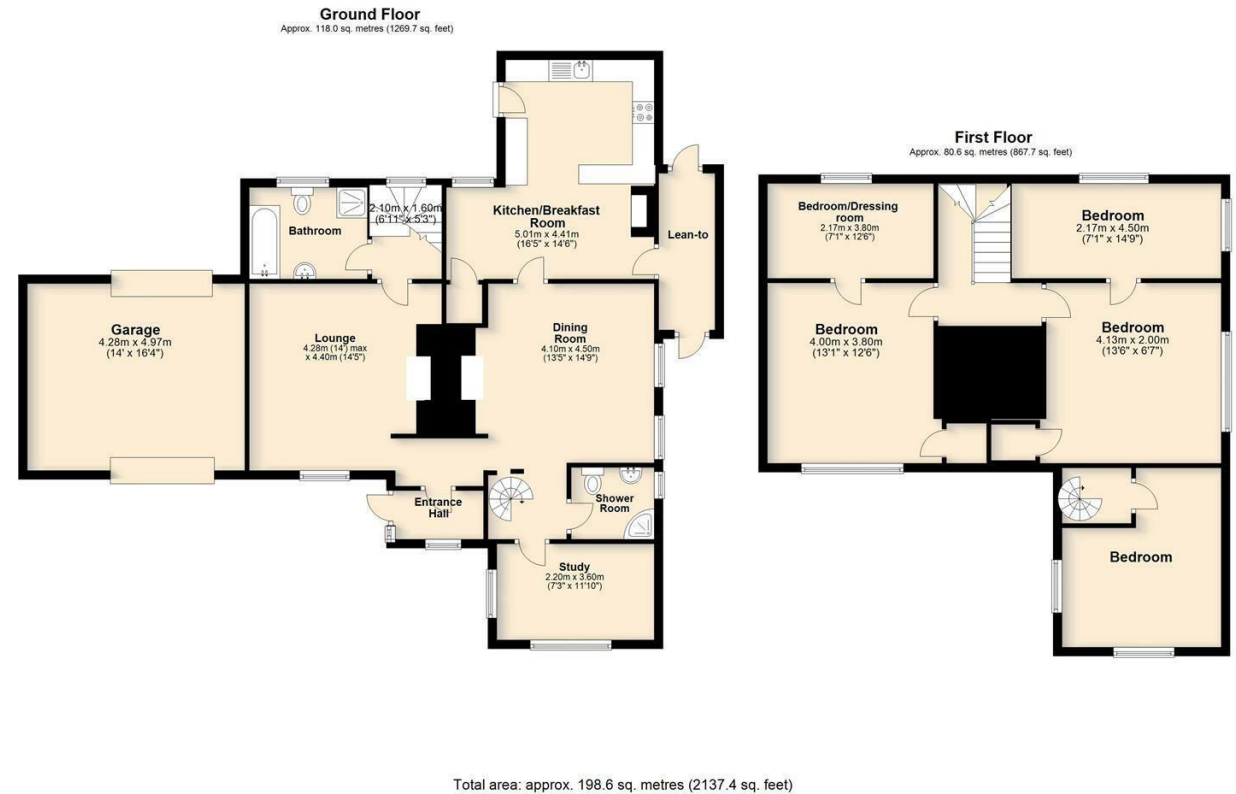 Ground Floor
Approx. 118.0 sq. metres (1269.7 sq. feet)
Kitchen/Breakfast
Room
5.01m x 4.41m
(16'5" x 14'6")
2.10m x 1.60m
(6'11" x 5'3")
Bathroom
Lean-to
Garage
4.28m x 4.97m
(14' x 16'4")
Lounge
4.28m (14') max
x 4.40m (14'5")
Dining
Room
4.10m x 4.50m
(13'5" x 14'9")
Entrance
Hall
Shower
Room
Study
2.20m x 3.60m
(7'3" x 11'10")
First Floor
Approx. 80.6 sq. metres (867.7 sq. feet)
Bedroom/Dressing
room
2.17m x 3.80m
(7'1" x 12'6")
Bedroom
2.17m x 4.50m
(7'1" x 14'9")
Bedroom
4.00m x 3.80m
(13'1" x 12'6")
Bedroom
4.13m x 2.00m
(13'6" x 6'7")
Bedroom
Total area: approx. 198.6 sq. metres (2137.4 sq. feet)